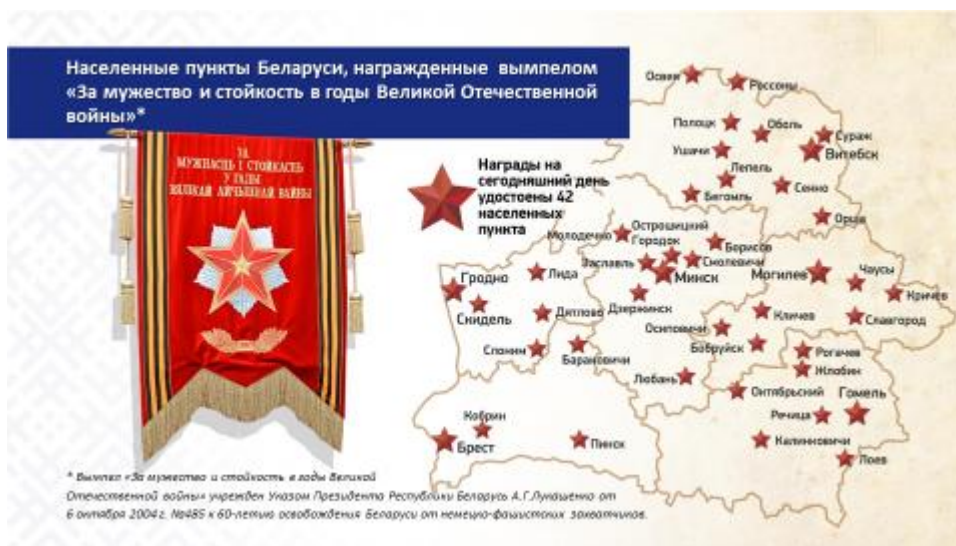 Населенные пункты Беларуси, награжденные вымпелом
«За мужество и стойкость в годы Великой Отечественной
войны»*
ЗА
МУЖНАСЦЬ І СТОЙКАСЦЬ
У ГАДЫ
ВЯЛІКАЙ АЙЧЫННАЙ ВАЙНЫ
Награды на
сегодняшний день
удостоены 42
населенных
пункта
Освея
Россоны
Полоцк
Оболь
Сураж
Ушачи
Витебск
Лепель
Сенно
Бегомль
Орша
Острошицкий
Городок
Молодечно
Борисов
Заславль
Смолевичи
Минск
Дзержинск
Гродно
Лида
Скидель
Дятлово
Слоним
Барановичи
Могилев
Чаусы
Кричев
Кличев
Славгород
Осиповичи
Бобруйск
Рогачев
Жлобин
Любань
Октябрьский
Гомель
Речица
Калинковичи
Лоев
Кобрин
Брест
Пинск
* Вымпел «За мужество и стойкость в годы Великой
Отечественной войны» учрежден Указом Президента Республики Беларусь А.Г.Лукашенко от
6 октября 2004 г. №485 к 60-летию освобождения Беларуси от немецко-фашистских захватчиков.